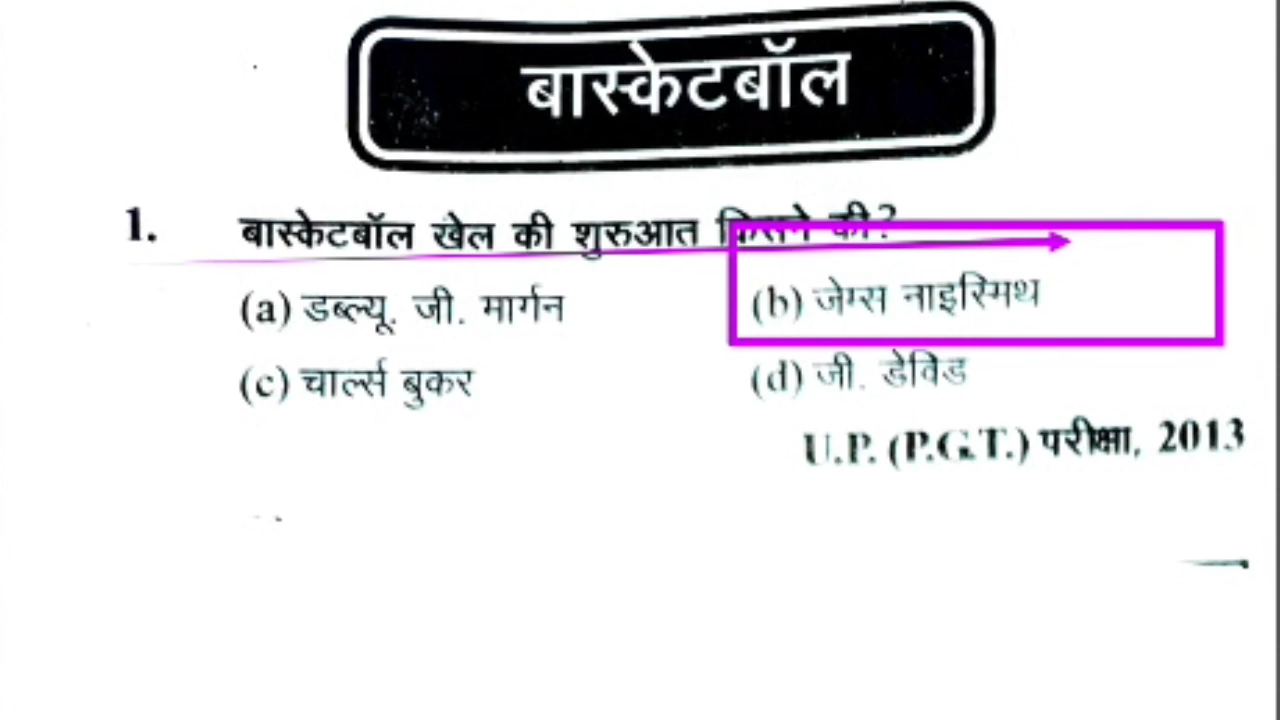 बास्केटबॉल
1. बास्केटबॉल खेल की शुरुआत किसने की?
(a) डब्ल्यू. जी. मार्गन (b) जेम्स नाइस्मिथ
(c) चार्ल्स बुकर (d) जी. डेविड
U.P. (P.G.T.) परीक्षा, 2013